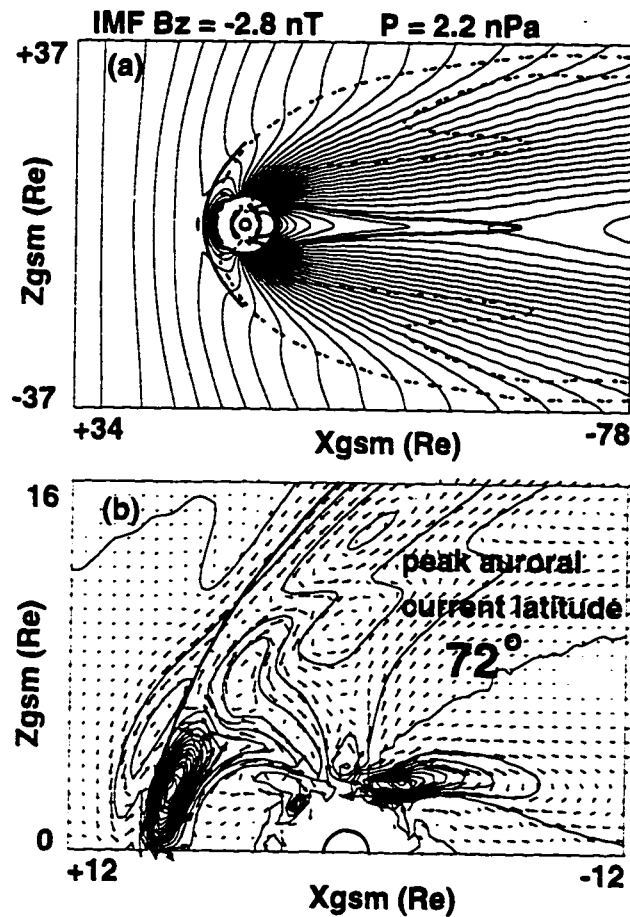 IMF Bz = -2.8 nT P = 2.2 nPa
+37
(a)
Zgsm (Re)
-37
+34
-78
Xgsm (Re)
16
(b)
peak auroral
current latitude
72°
Zgsm (Re)
0
+12
-12
Xgsm (Re)